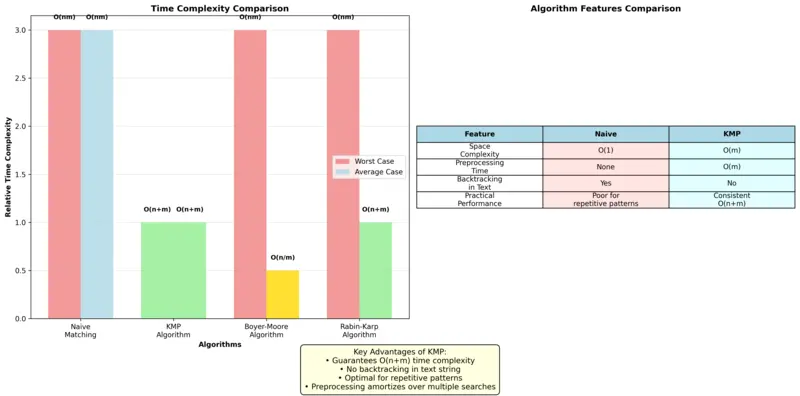 Time Complexity Comparison
O(nm) O(nm) O(nm) O(nm)
3.0
2.5
2.0
1.5
1.0
0.5
0.0
Relative Time Complexity
Worst Case
Average Case
O(n+m) O(n+m) O(n+m)
O(n/m)
Naive
Matching
KMP
Algorithm
Boyer-Moore
Algorithm
Rabin-Karp
Algorithm
Algorithms
Algorithm Features Comparison
Feature Naive KMP
Space
Complexity O(1) O(m)
Preprocessing
Time None O(m)
Backtracking
in Text Yes No
Practical
Performance
Poor for
repetitive patterns
Consistent
O(n+m)
Key Advantages of KMP:
• Guarantees O(n+m) time complexity
• No backtracking in text string
• Optimal for repetitive patterns
• Preprocessing amortizes over multiple searches